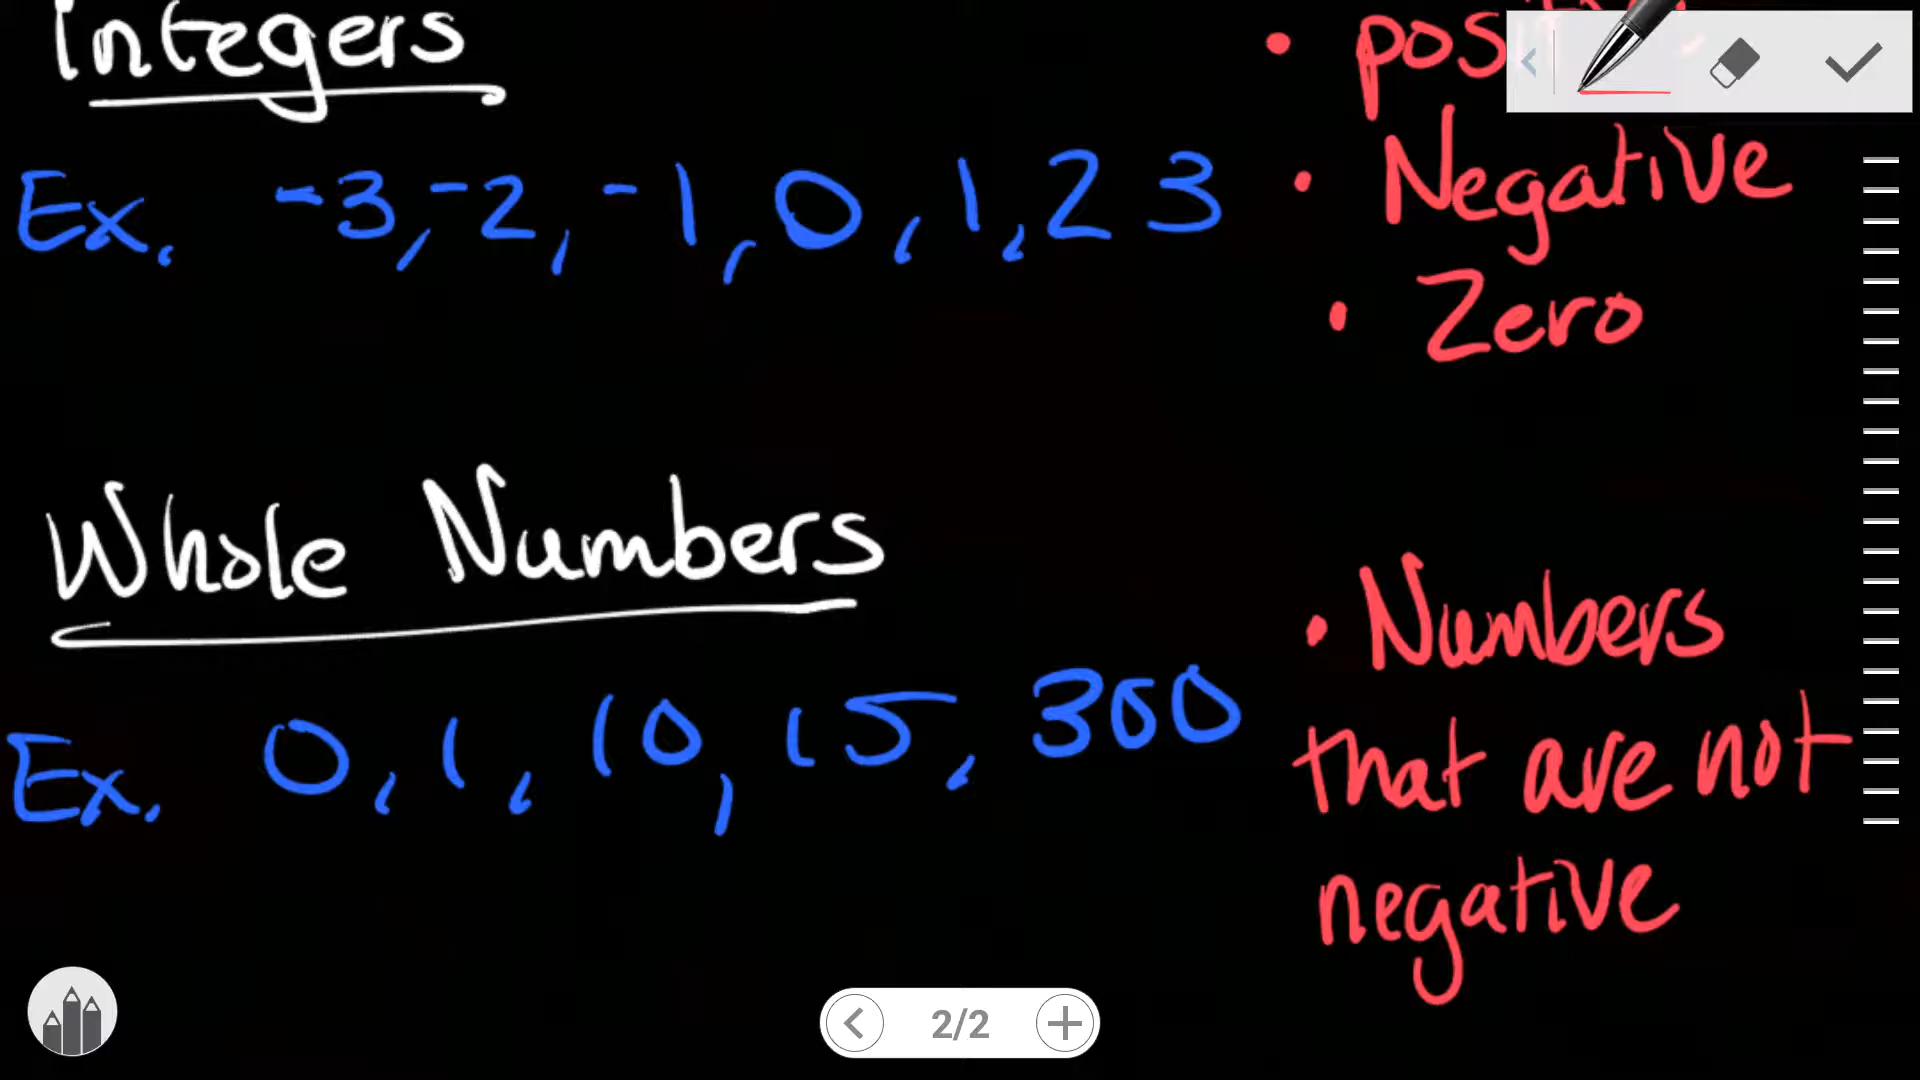 Integers
• pos
Ex. -3, -2, -1, 0, 1, 2 3
• Negative
• Zero
Whole Numbers
Ex. 0, 1, 10, 15, 300
• Numbers
that are not
negative
2/2